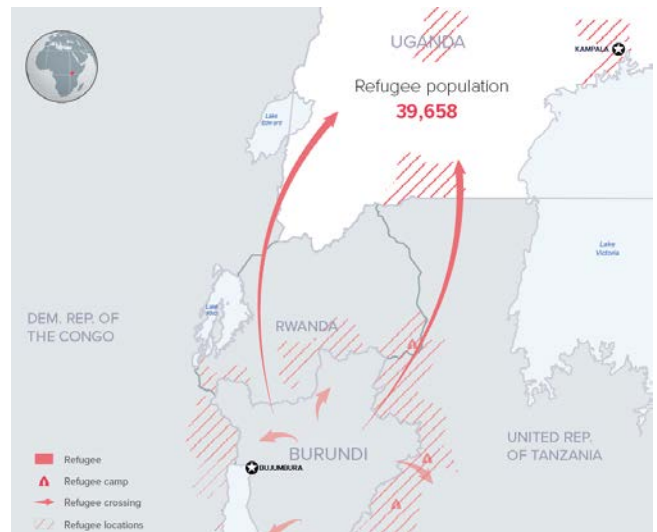 UGANDA
KAMPALA
Refugee population
39,658
Lake
Edward
Lake
Victoria
Lake
Kivu
DEM. REP. OF
THE CONGO
RWANDA
UNITED REP.
OF TANZANIA
BURUNDI
BUJUMBURA
Refugee
Refugee camp
Refugee crossing
Refugee locations